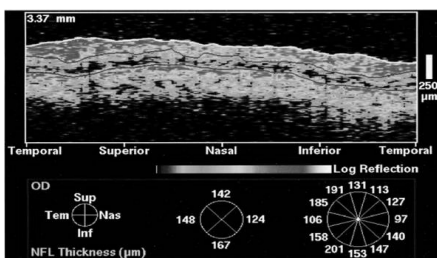 3.37 mm
250
µm
Temporal Superior Nasal Inferior Temporal
Log Reflection
OD
Sup
Tem Nas
Inf
NFL Thickness (µm)
142
148 124
167
191 131 113
185 127
106 97
158 140
201 153 147